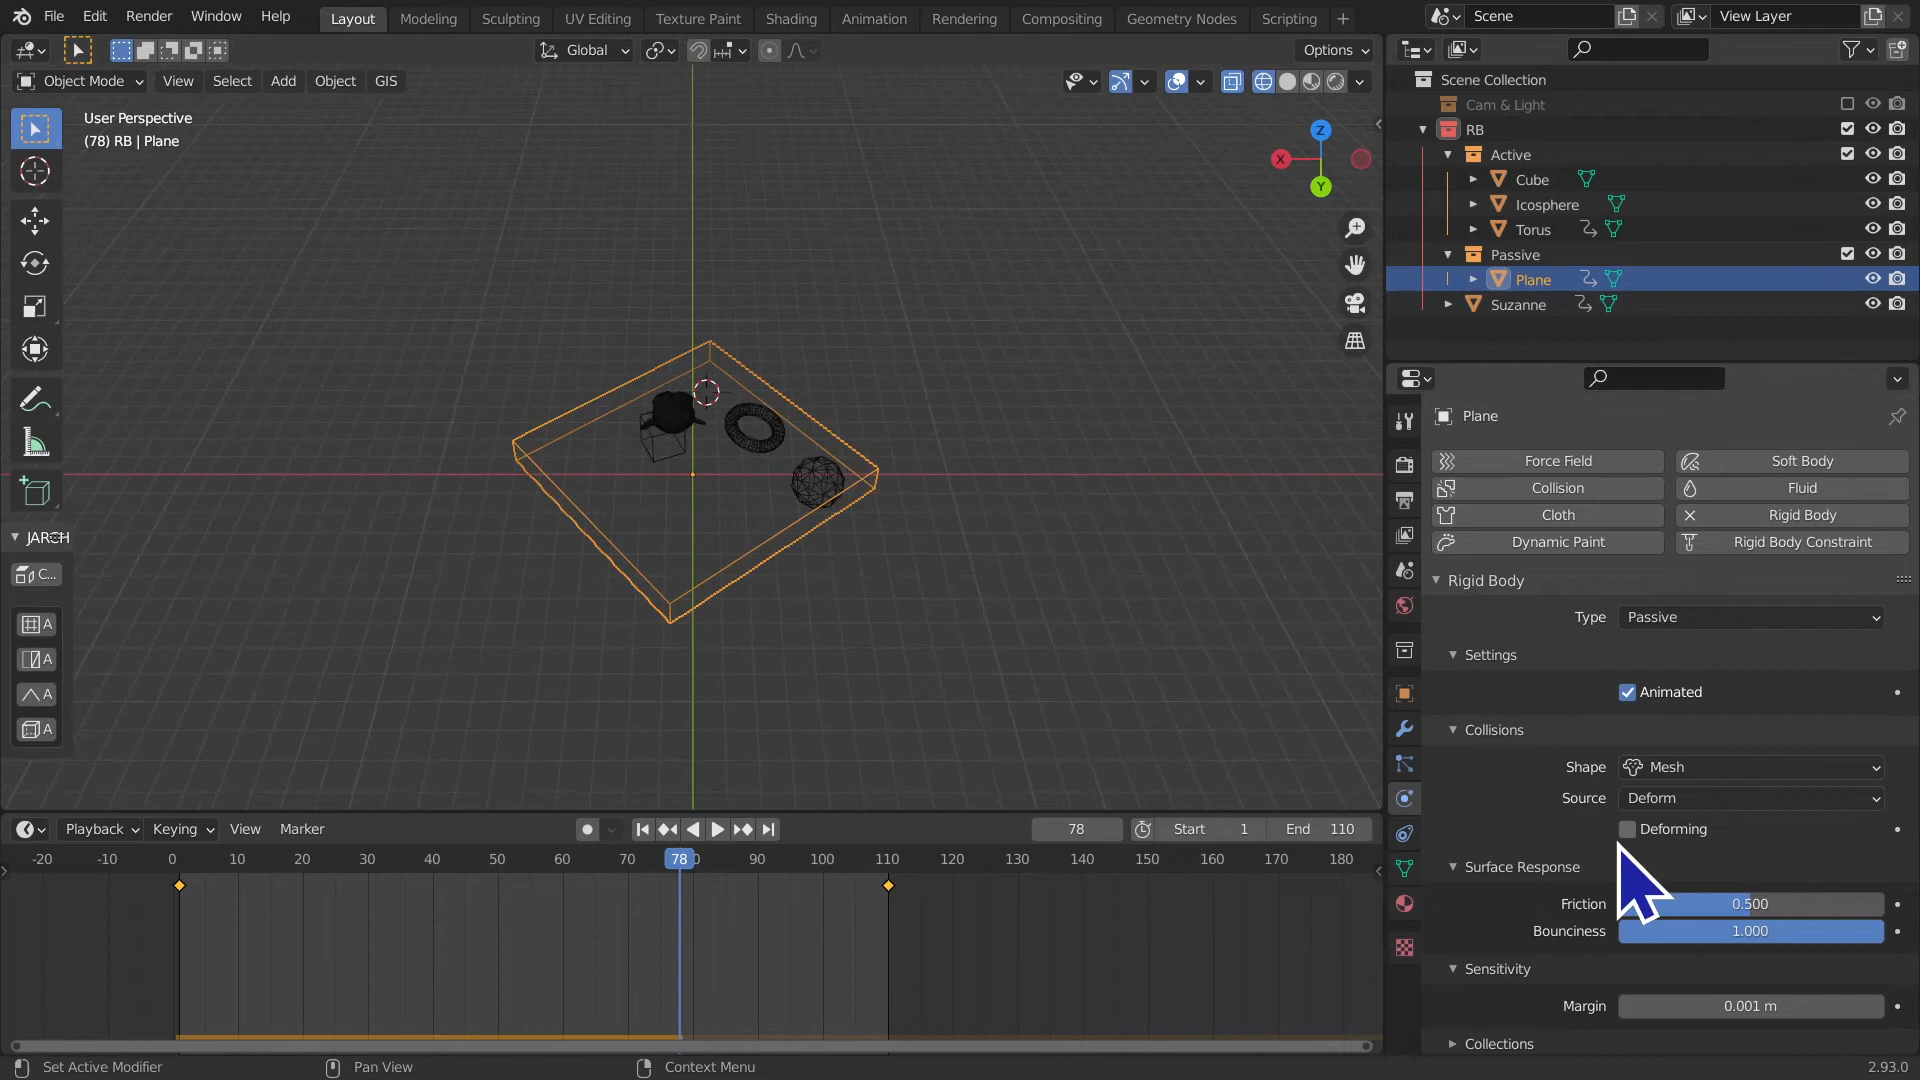 File Edit Render Window Help Layout Modeling Sculpting UV Editing Texture Paint Shading Animation Rendering Compositing Geometry Nodes Scripting + Scene View Layer
Global Options
Object Mode View Select Add Object GIS
User Perspective
(78) RB | Plane
Z
X
Y
C...
A
A
A
A
Scene Collection
Cam & Light
RB
Active
Cube
Icosphere
Torus
Passive
Plane
Suzanne
Plane
Force Field Soft Body
Collision Fluid
Cloth Rigid Body
Dynamic Paint Rigid Body Constraint
Rigid Body
Type Passive
Settings
Animated
Collisions
Shape Mesh
Source Deform
Deforming
Surface Response
Friction 0.500
Bounciness 1.000
Sensitivity
Margin 0.001 m
Collections
Playback Keying View Marker 78 Start 1 End 110
-20 -10 0 10 20 30 40 50 60 70 78 90 100 110 120 130 140 150 160 170 180
Set Active Modifier Pan View Context Menu 2.93.0